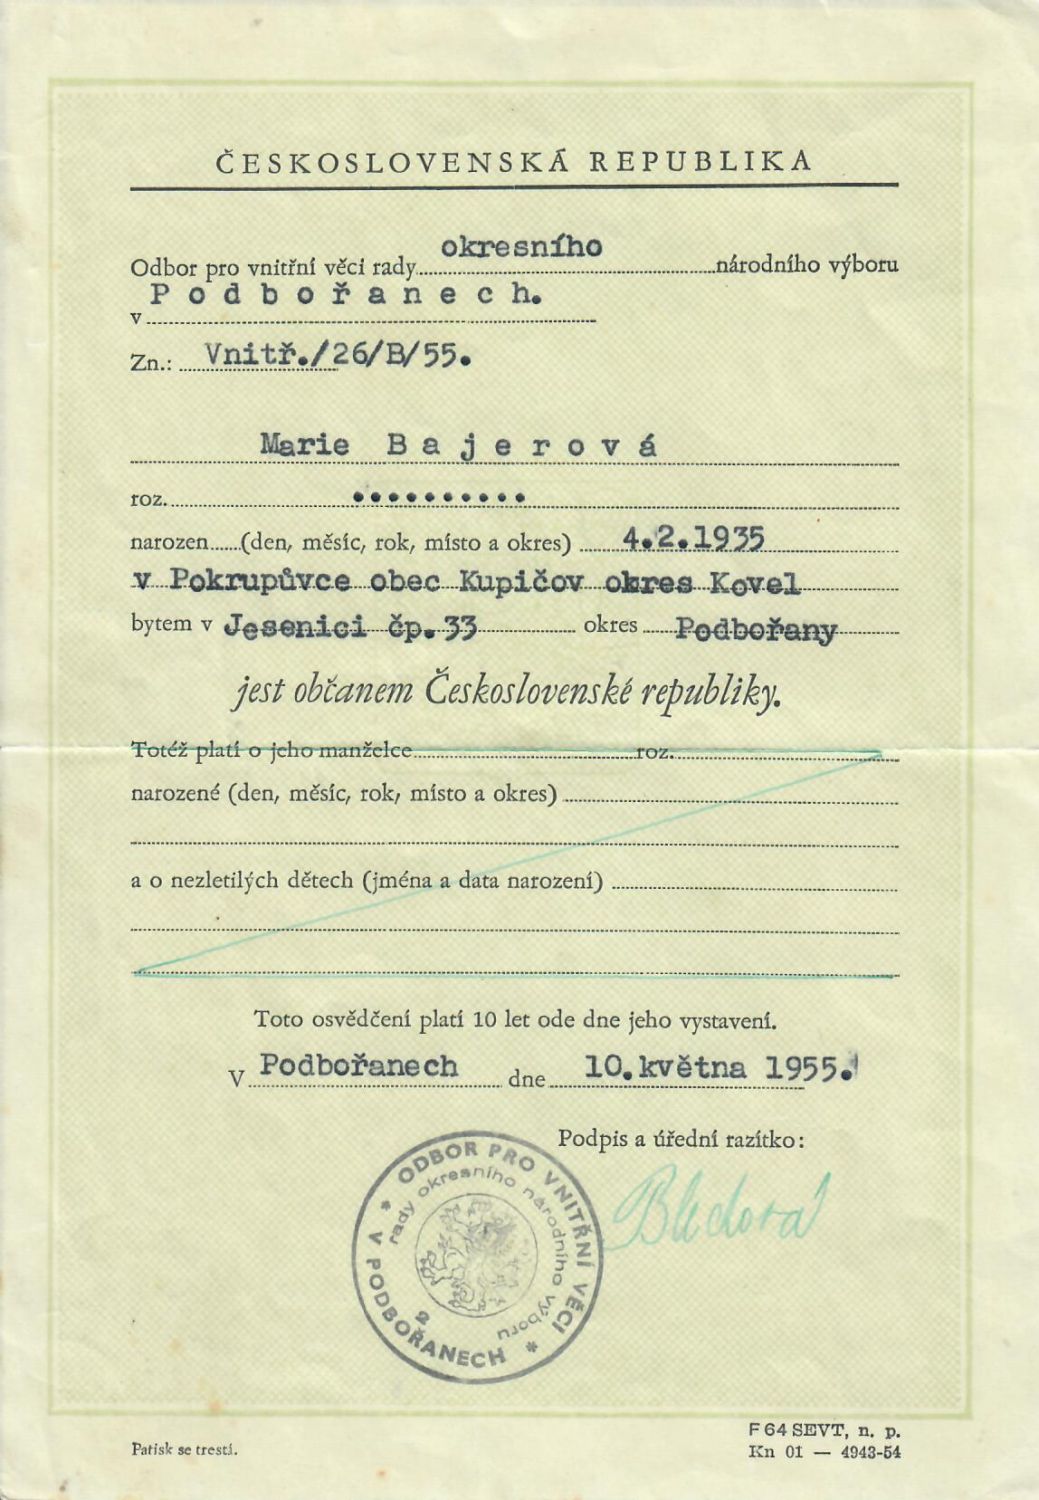 ČESKOSLOVENSKÁ REPUBLIKA
Odbor pro vnitřní věci rady okresního národního výboru
v Podbořanech.
Zn.: Vnitř./26/B/55.
Marie Bajerová
roz. ..........
narozen (den, měsíc, rok, místo a okres) 4.2.1935
v Pokrupůvce obec Kupičov okres Kovel
bytem v Jesenici čp.33 okres Podbořany
jest občanem Československé republiky.
Totéž platí o jeho manželce roz.
narozené (den, měsíc, rok, místo a okres)
a o nezletilých dětech (jména a data narození)
Toto osvědčení platí 10 let ode dne jeho vystavení.
V Podbořanech dne 10.května 1955.
Podpis a úřední razítko:
* ODBOR PRO VNITŘNÍ VĚCI * V PODBOŘANECH
rady okresního národního výboru
2
Patisk se trestí.
F 64 SEVT, n. p.
Kn 01 — 4943-54